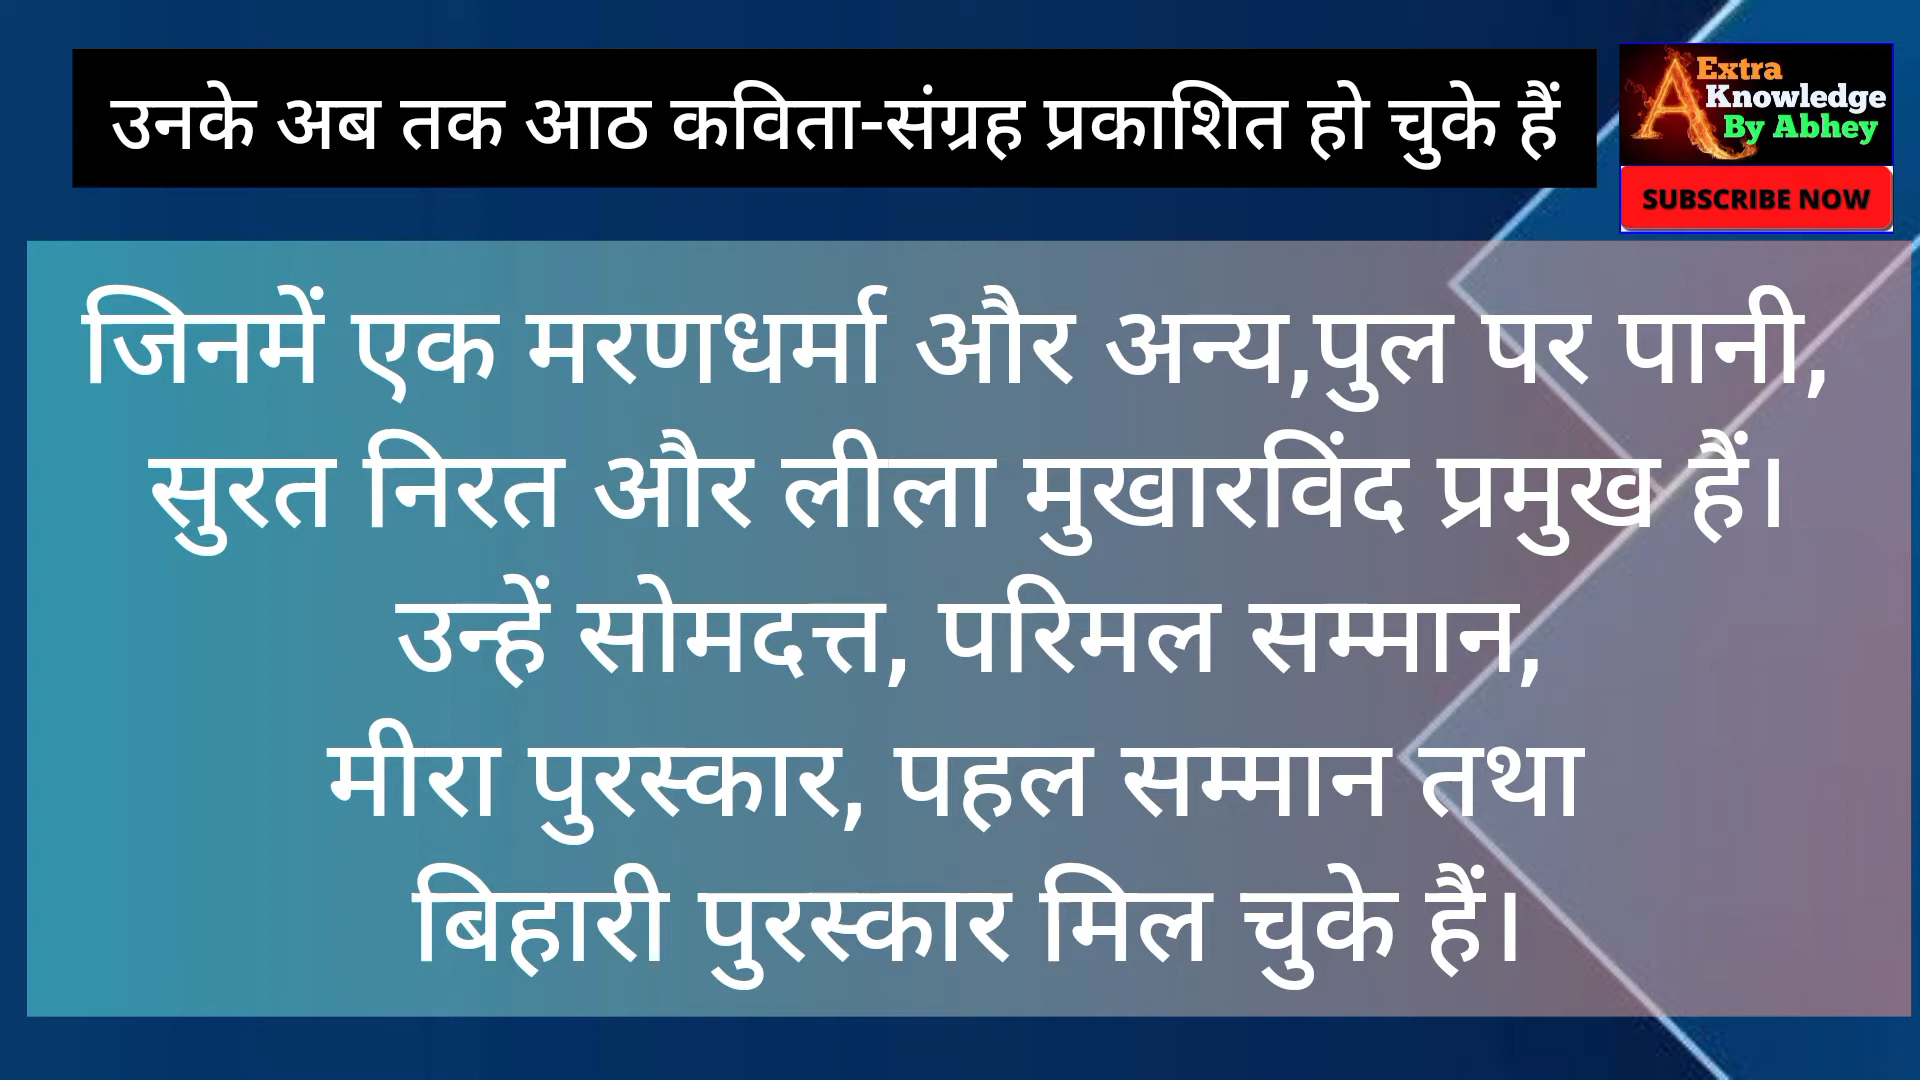 उनके अब तक आठ कविता-संग्रह प्रकाशित हो चुके हैं
Extra
Knowledge
By Abhey
SUBSCRIBE NOW
जिनमें एक मरणधर्मा और अन्य,पुल पर पानी,
सुरत निरत और लीला मुखारविंद प्रमुख हैं।
उन्हें सोमदत्त, परिमल सम्मान,
मीरा पुरस्कार, पहल सम्मान तथा
बिहारी पुरस्कार मिल चुके हैं।